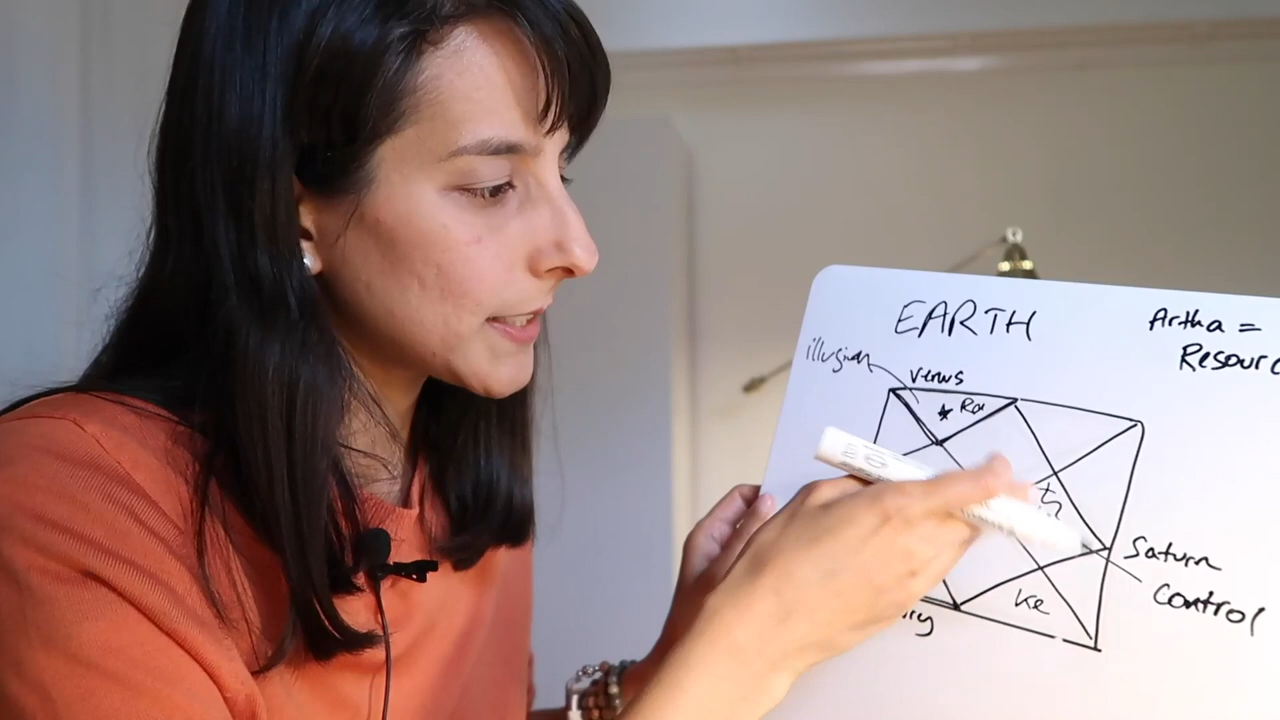 EARTH
Artha =
Resourc
illusion
Venus
Ra
Saturn
Control
Ke